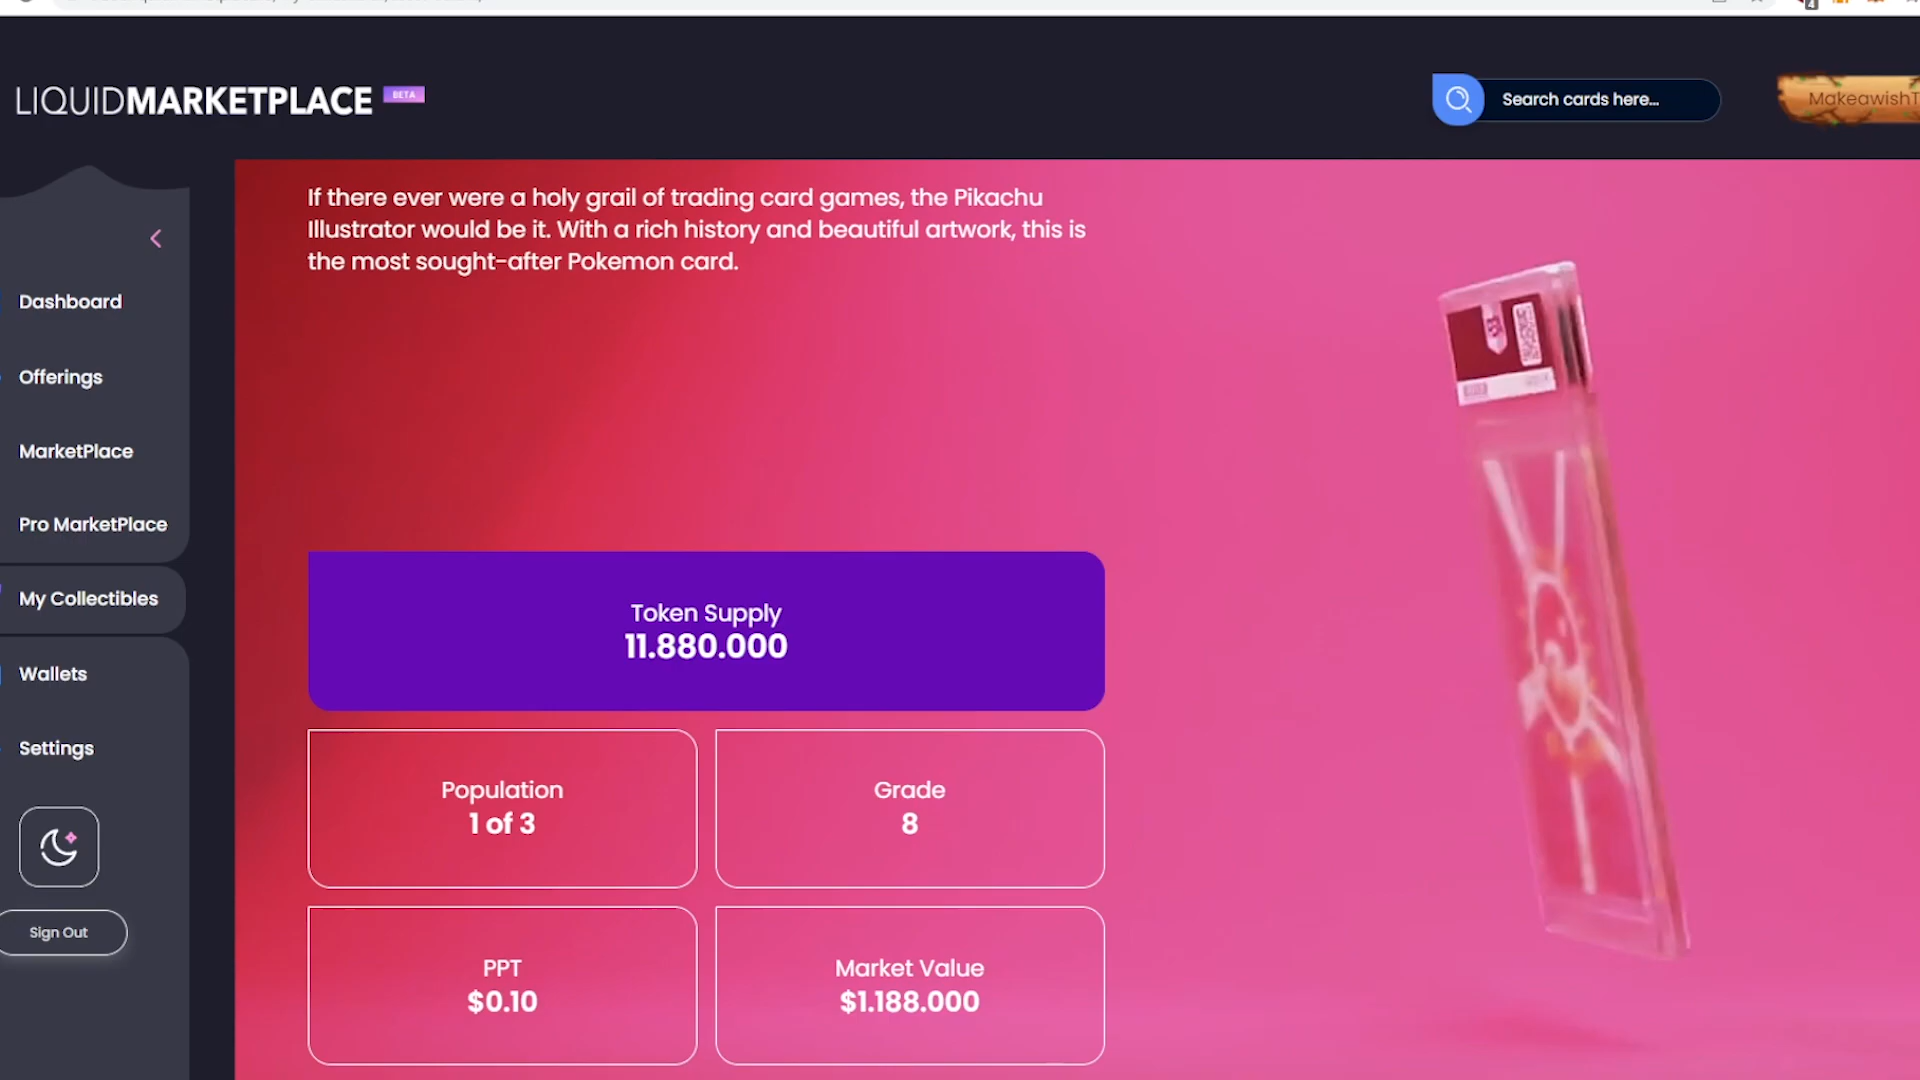 LIQUIDMARKETPLACE BETA
Search cards here...
If there ever were a holy grail of trading card games, the Pikachu
Illustrator would be it. With a rich history and beautiful artwork, this is
the most sought-after Pokemon card.
Dashboard
Offerings
MarketPlace
Pro MarketPlace
My Collectibles
Wallets
Settings
Sign Out
Token Supply
11.880.000
Population
1 of 3
Grade
8
PPT
$0.10
Market Value
$1.188.000